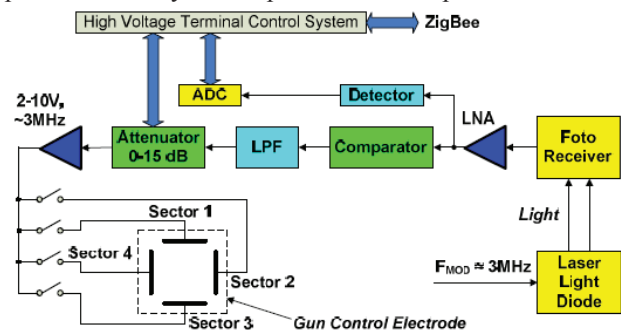 High Voltage Terminal Control System
ZigBee
2-10V,
~3MHz
ADC
Detector
LNA
Attenuator
0-15 dB
LPF
Comparator
Foto
Receiver
Light
Sector 1
Sector 4
Sector 2
Sector 3
Gun Control Electrode
FMOD ≈ 3MHz
Laser
Light
Diode